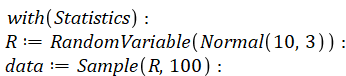 with(Statistics) :
R := RandomVariable(Normal(10, 3)) :
data := Sample(R, 100) :